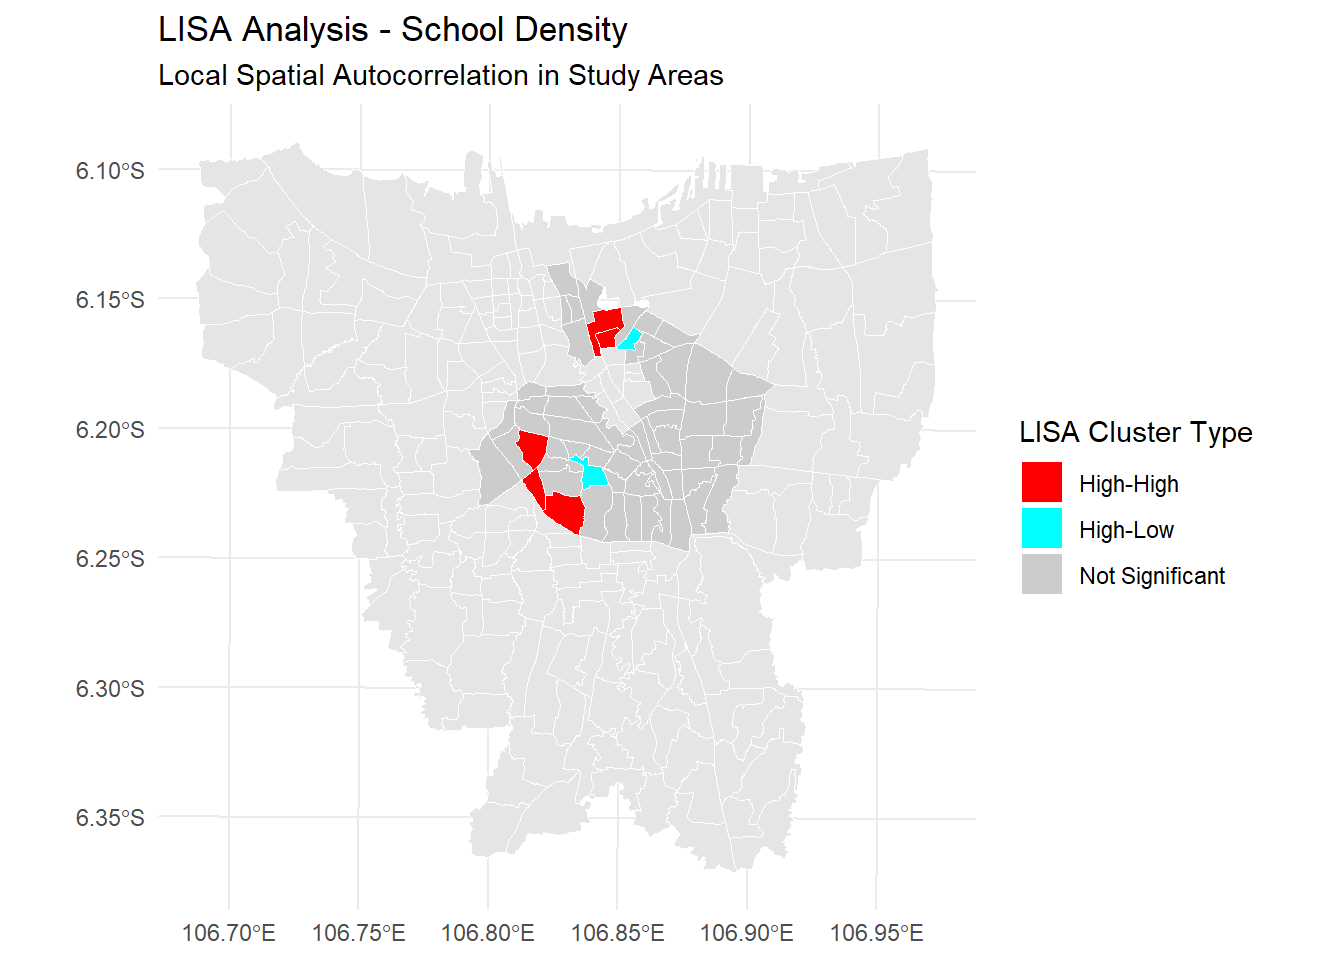 LISA Analysis - School Density
Local Spatial Autocorrelation in Study Areas
6.10°S
6.15°S
6.20°S
6.25°S
6.30°S
6.35°S
106.70°E
106.75°E
106.80°E
106.85°E
106.90°E
106.95°E
LISA Cluster Type
High-High
High-Low
Not Significant